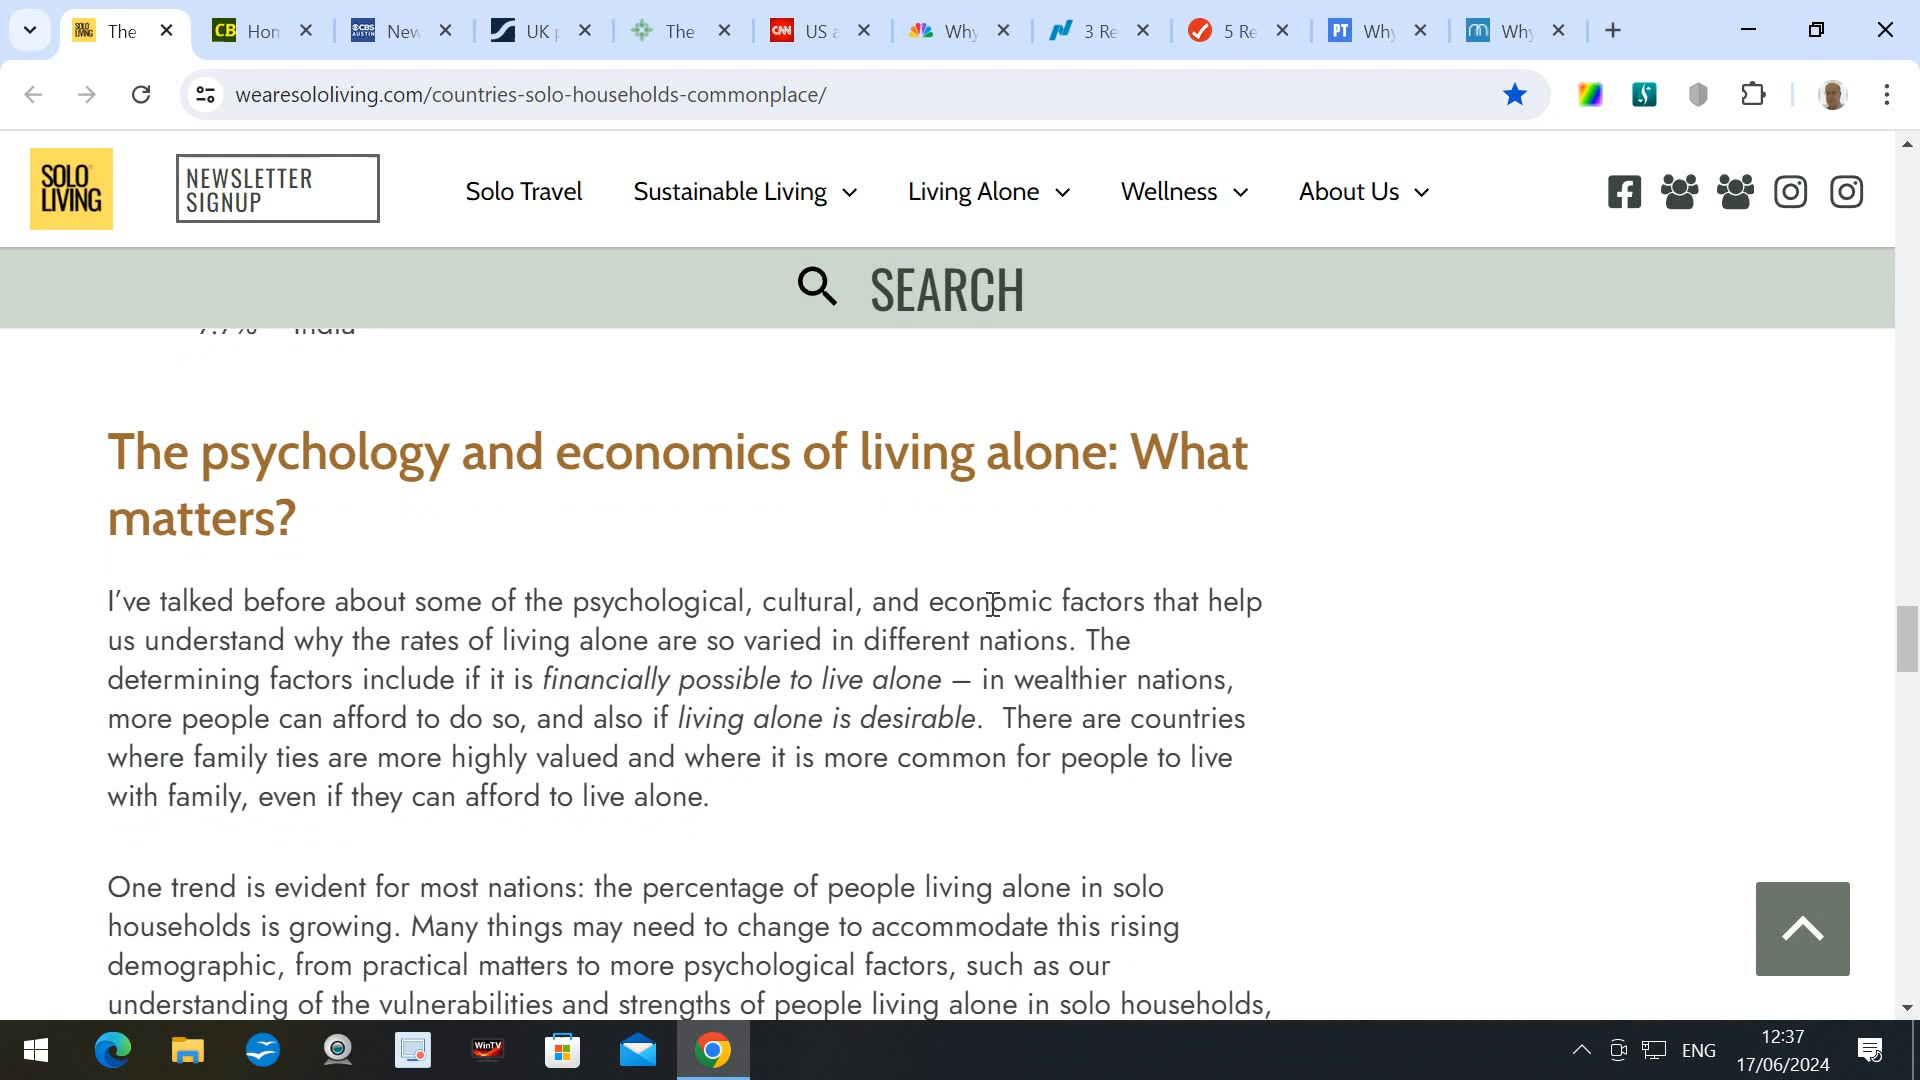 The
CB
Hon
CBS AUSTIN
New
UK
The
CNN
US a
Why
3 Re
5 Re
PT
Why
Why
wearesololiving.com/countries-solo-households-commonplace/
SOLO
LIVING
NEWSLETTER
SIGNUP
Solo Travel
Sustainable Living
Living Alone
Wellness
About Us
SEARCH
India
The psychology and economics of living alone: What
matters?
I’ve talked before about some of the psychological, cultural, and economic factors that help
us understand why the rates of living alone are so varied in different nations. The
determining factors include if it is financially possible to live alone – in wealthier nations,
more people can afford to do so, and also if living alone is desirable. There are countries
where family ties are more highly valued and where it is more common for people to live
with family, even if they can afford to live alone.
One trend is evident for most nations: the percentage of people living alone in solo
households is growing. Many things may need to change to accommodate this rising
demographic, from practical matters to more psychological factors, such as our
understanding of the vulnerabilities and strengths of people living alone in solo households,
WinTV
ENG
12:37
17/06/2024